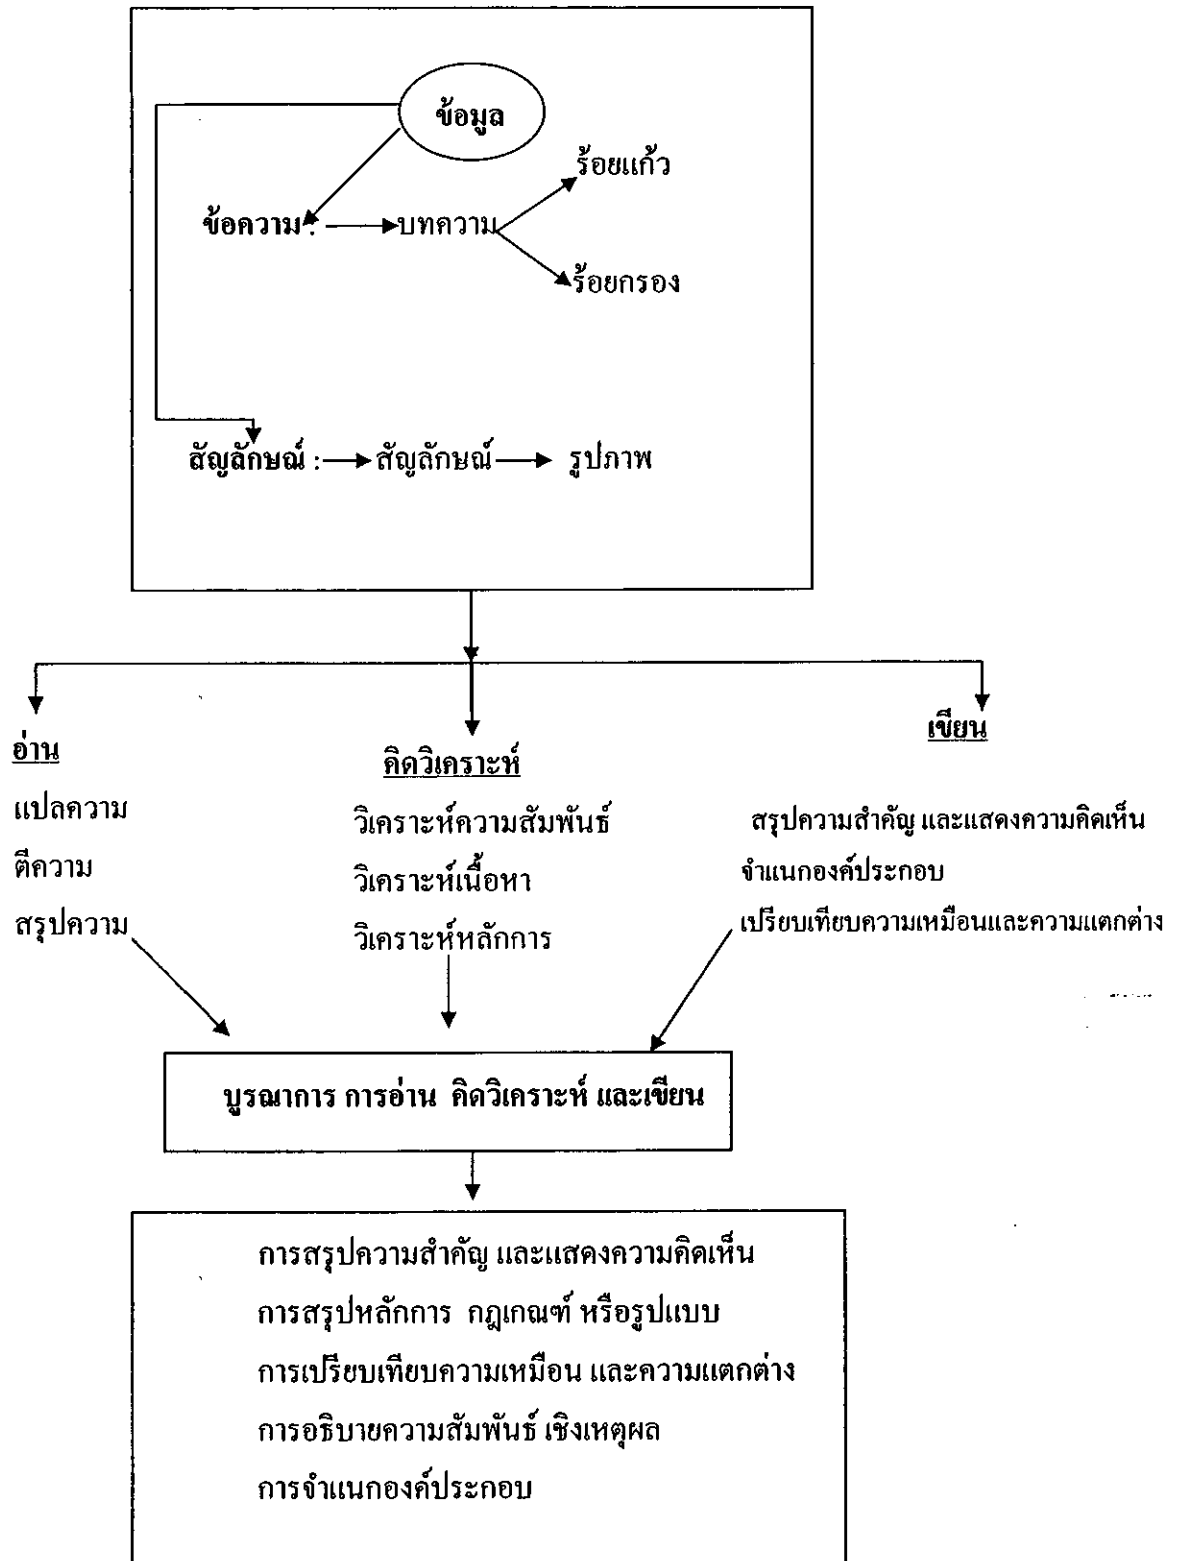 ข้อมูล
ร้อยแก้ว
ข้อความ : บทความ
ร้อยกรอง
สัญลักษณ์ : สัญลักษณ์ รูปภาพ
อ่าน
แปลความ
ตีความ
สรุปความ
คิดวิเคราะห์
วิเคราะห์ความสัมพันธ์
วิเคราะห์เนื้อหา
วิเคราะห์หลักการ
เขียน
สรุปความสำคัญ และแสดงความคิดเห็น
จำแนกองค์ประกอบ
เปรียบเทียบความเหมือนและความแตกต่าง
บูรณาการ การอ่าน คิดวิเคราะห์ และเขียน
การสรุปความสำคัญ และแสดงความคิดเห็น
การสรุปหลักการ กฎเกณฑ์ หรือรูปแบบ
การเปรียบเทียบความเหมือน และความแตกต่าง
การอธิบายความสัมพันธ์ เชิงเหตุผล
การจำแนกองค์ประกอบ